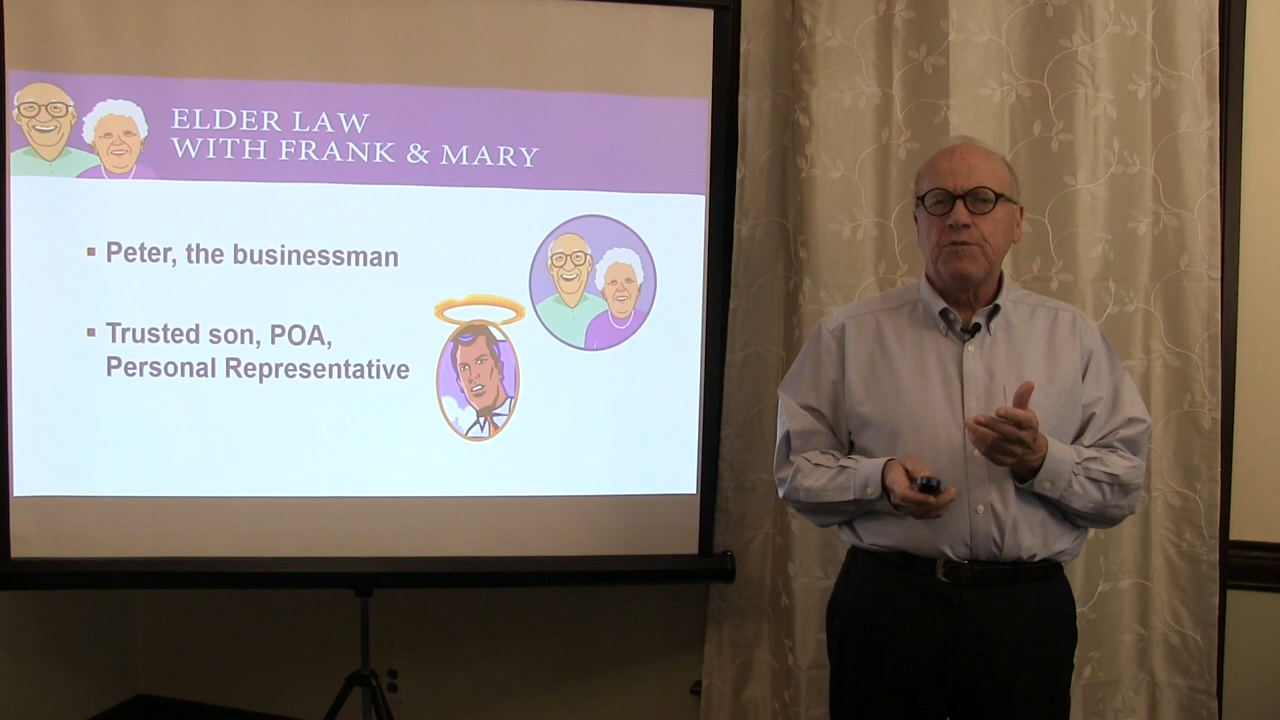 ELDER LAW
WITH FRANK & MARY
▪ Peter, the businessman
▪ Trusted son, POA,
Personal Representative